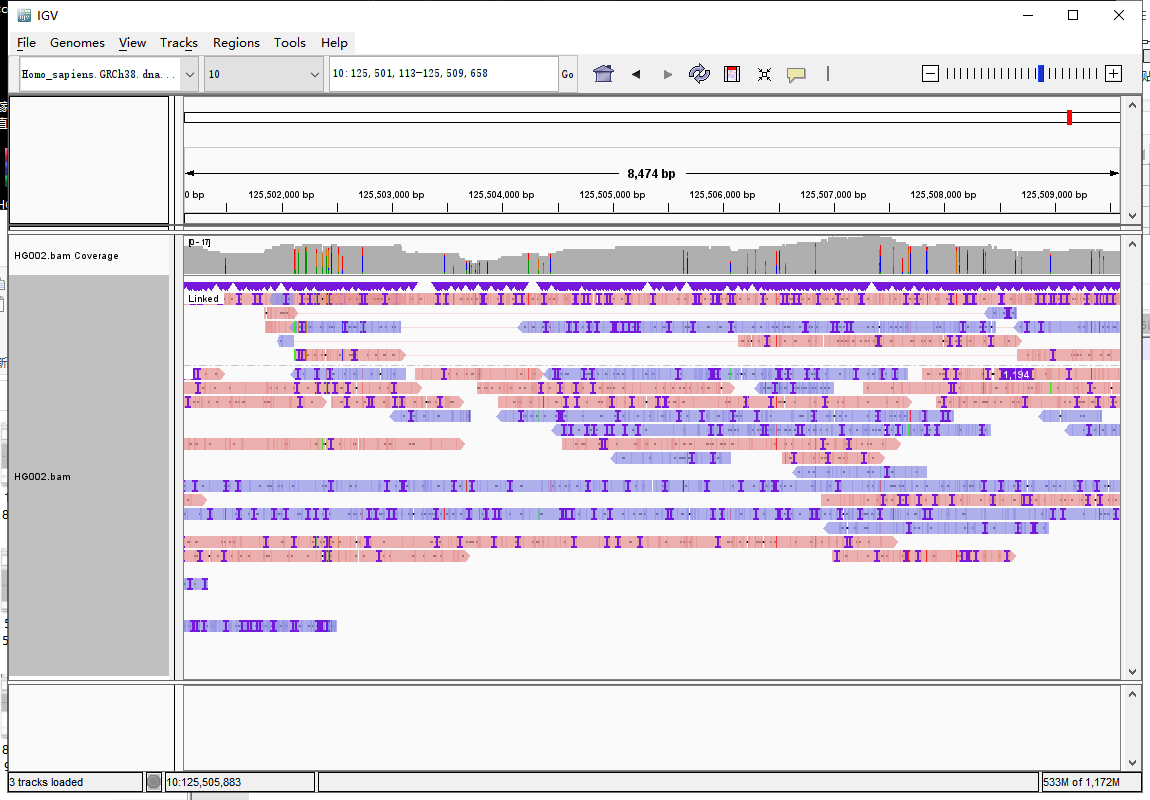 IGV
File Genomes View Tracks Regions Tools Help
Homo_sapiens.GRCh38.dna... 10 10:125,501,113-125,509,658 Go
8,474 bp
0 bp 125,502,000 bp 125,503,000 bp 125,504,000 bp 125,505,000 bp 125,506,000 bp 125,507,000 bp 125,508,000 bp 125,509,000 bp
[0 - 17]
HG002.bam Coverage
Linked
1,194
HG002.bam
3 tracks loaded 10:125,505,883 533M of 1,172M